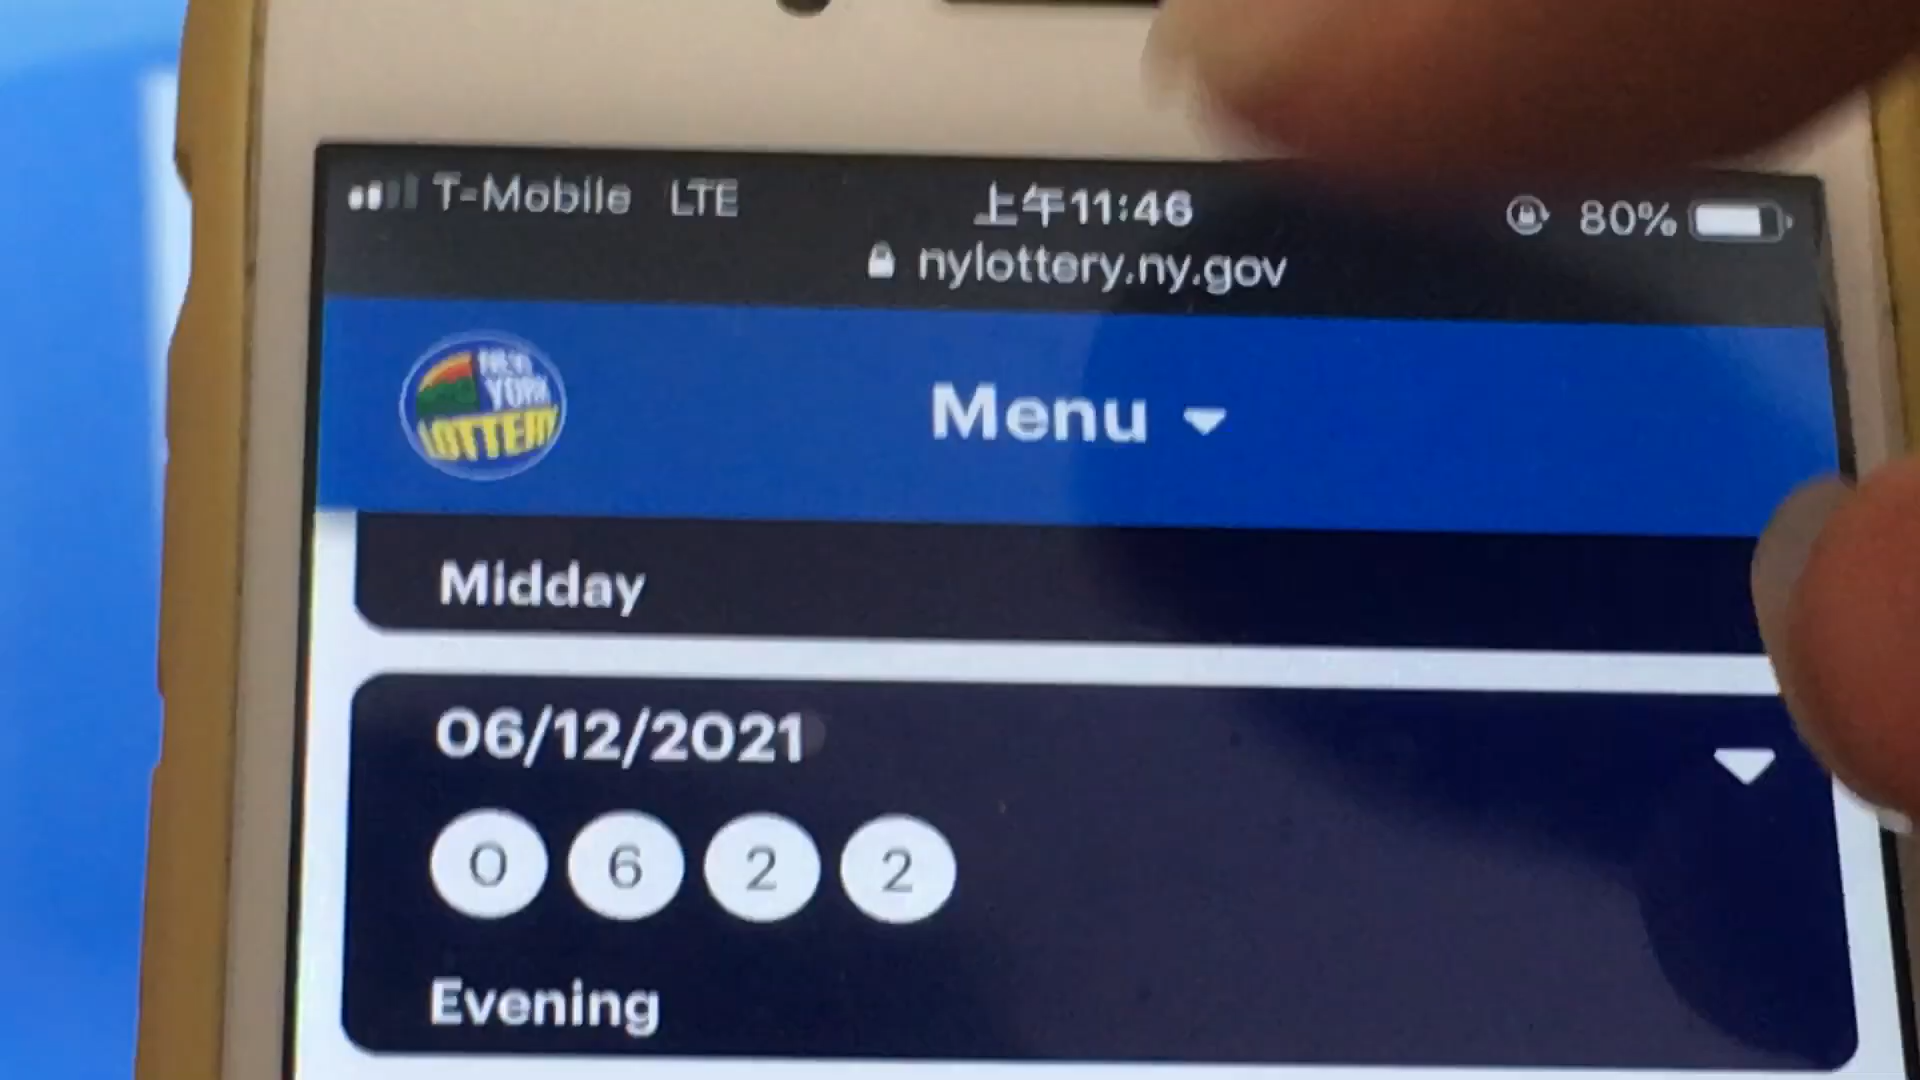 T-Mobile LTE 上午11:46 80%
nylottery.ny.gov
NEW
YORK
LOTTERY
Menu
Midday
06/12/2021
0 6 2 2
Evening